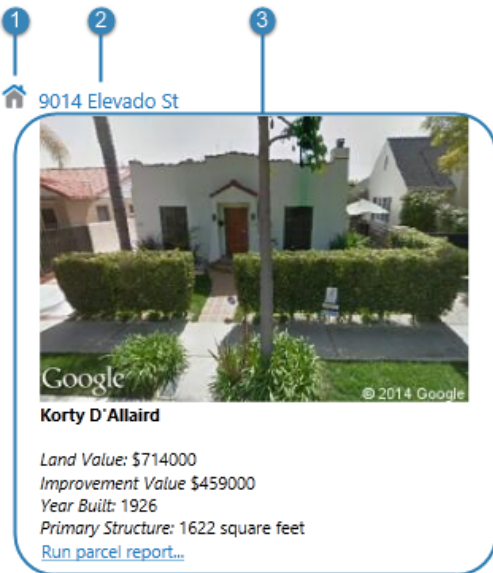 1 2 3
9014 Elevado St
Google
© 2014 Google
Korty D'Allaird
Land Value: $714000
Improvement Value $459000
Year Built: 1926
Primary Structure: 1622 square feet
Run parcel report...